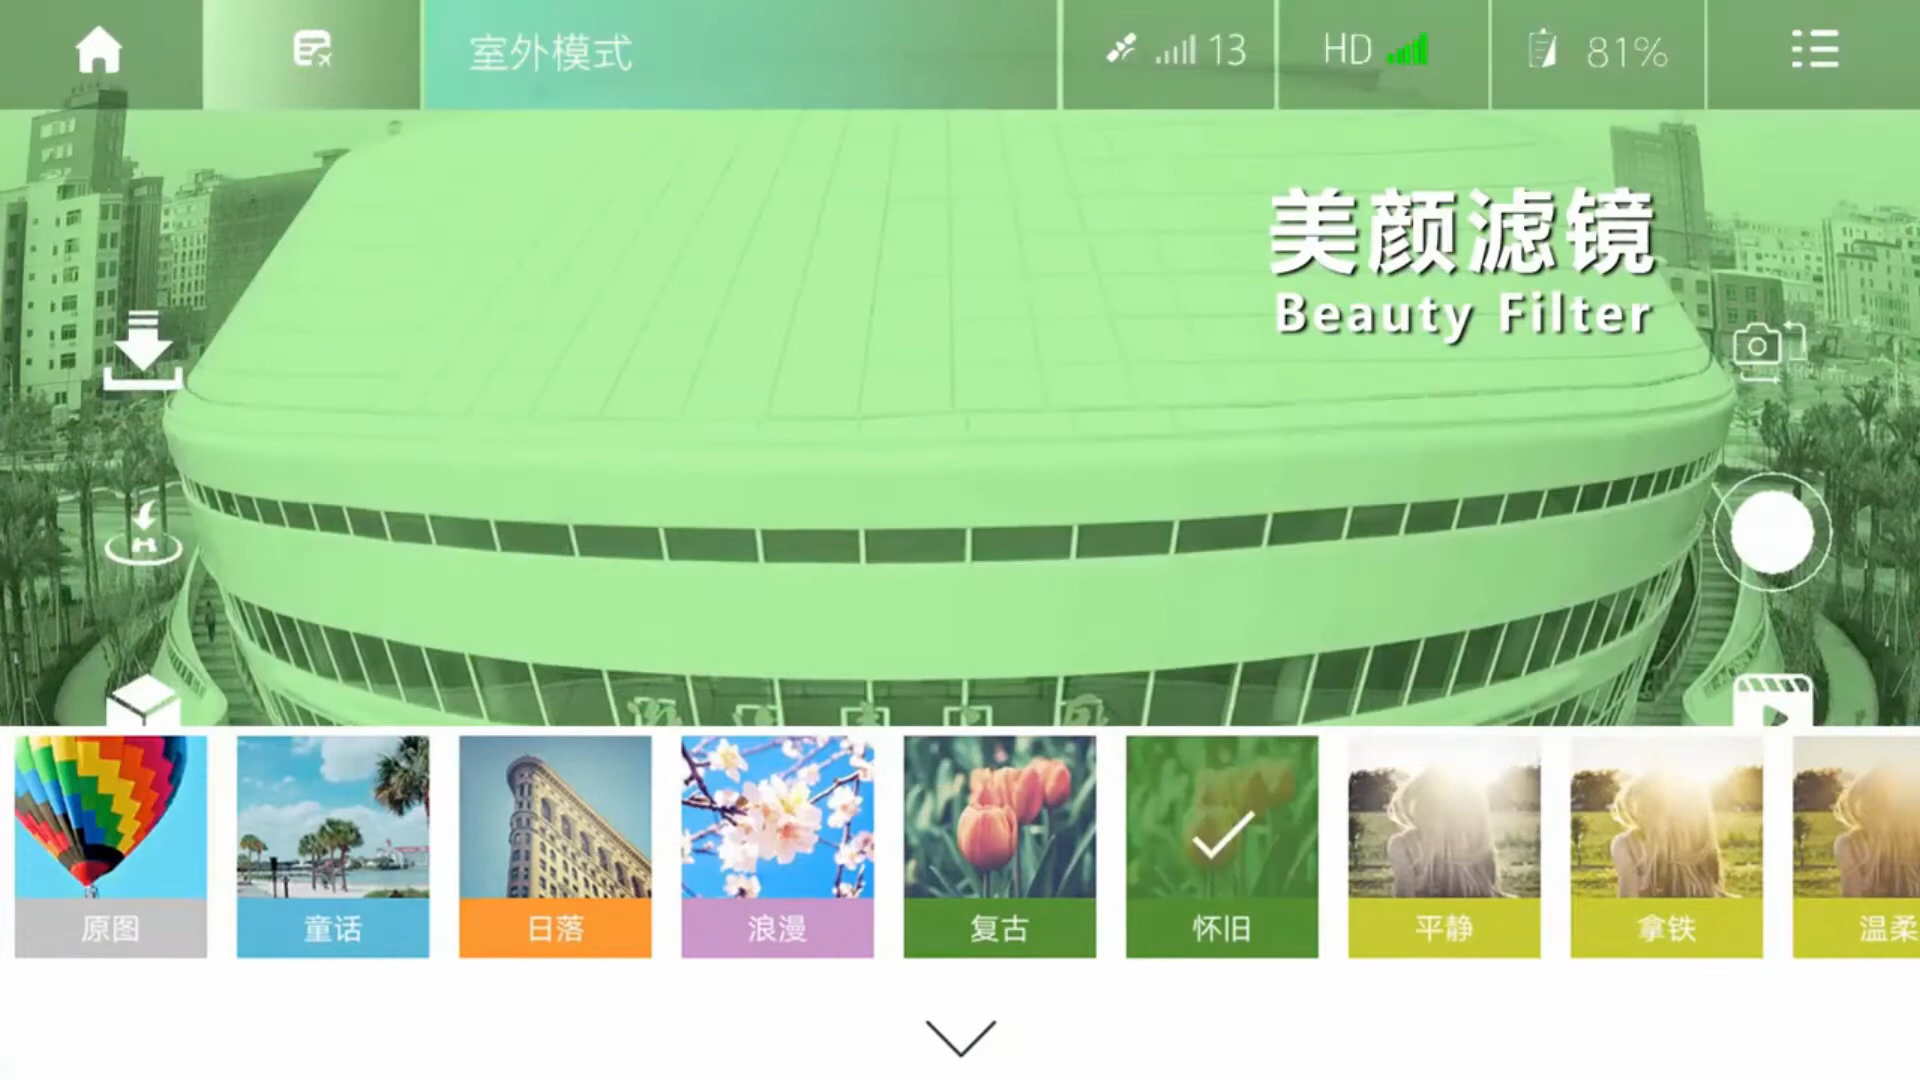 室外模式
13
HD
81%
美颜滤镜
Beauty Filter
原图
童话
日落
浪漫
复古
怀旧
平静
拿铁
温柔